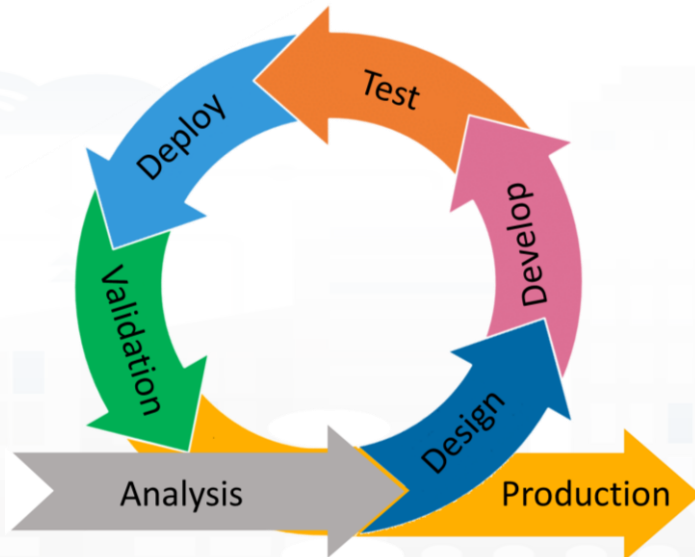 Test
Deploy
Develop
Validation
Design
Analysis
Production